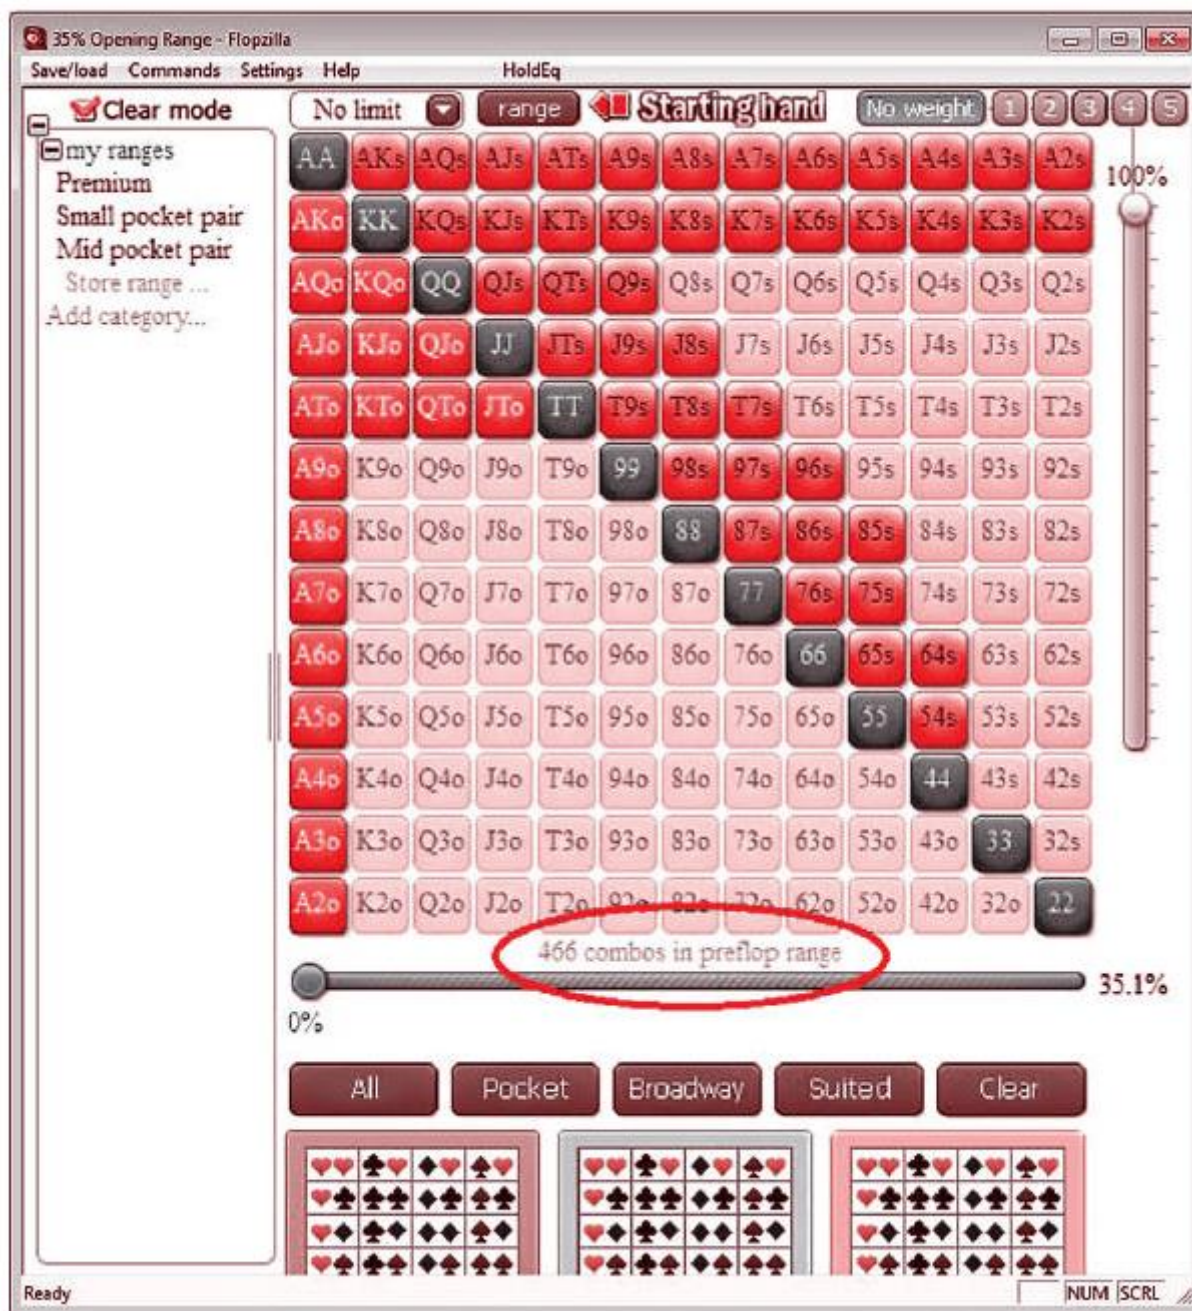 35% Opening Range - Flopzilla
Save/load Commands Settings Help HoldEq
Clear mode No limit range Starting hand No weight 1 2 3 4 5
my ranges
Premium
Small pocket pair
Mid pocket pair
Store range ...
Add category...
AA AKs AQs AJs ATs A9s A8s A7s A6s A5s A4s A3s A2s
100%
AKo KK KQs KJs KTs K9s K8s K7s K6s K5s K4s K3s K2s
AQo KQo QQ QJs QTs Q9s Q8s Q7s Q6s Q5s Q4s Q3s Q2s
AJo KJo QJo JJ JTs J9s J8s J7s J6s J5s J4s J3s J2s
ATo KTo QTo JTo TT T9s T8s T7s T6s T5s T4s T3s T2s
A9o K9o Q9o J9o T9o 99 98s 97s 96s 95s 94s 93s 92s
A8o K8o Q8o J8o T8o 98o 88 87s 86s 85s 84s 83s 82s
A7o K7o Q7o J7o T7o 97o 87o 77 76s 75s 74s 73s 72s
A6o K6o Q6o J6o T6o 96o 86o 76o 66 65s 64s 63s 62s
A5o K5o Q5o J5o T5o 95o 85o 75o 65o 55 54s 53s 52s
A4o K4o Q4o J4o T4o 94o 84o 74o 64o 54o 44 43s 42s
A3o K3o Q3o J3o T3o 93o 83o 73o 63o 53o 43o 33 32s
A2o K2o Q2o J2o T2o 92o 82o 72o 62o 52o 42o 32o 22
466 combos in preflop range
35.1%
0%
All Pocket Broadway Suited Clear
Ready NUM SCRL